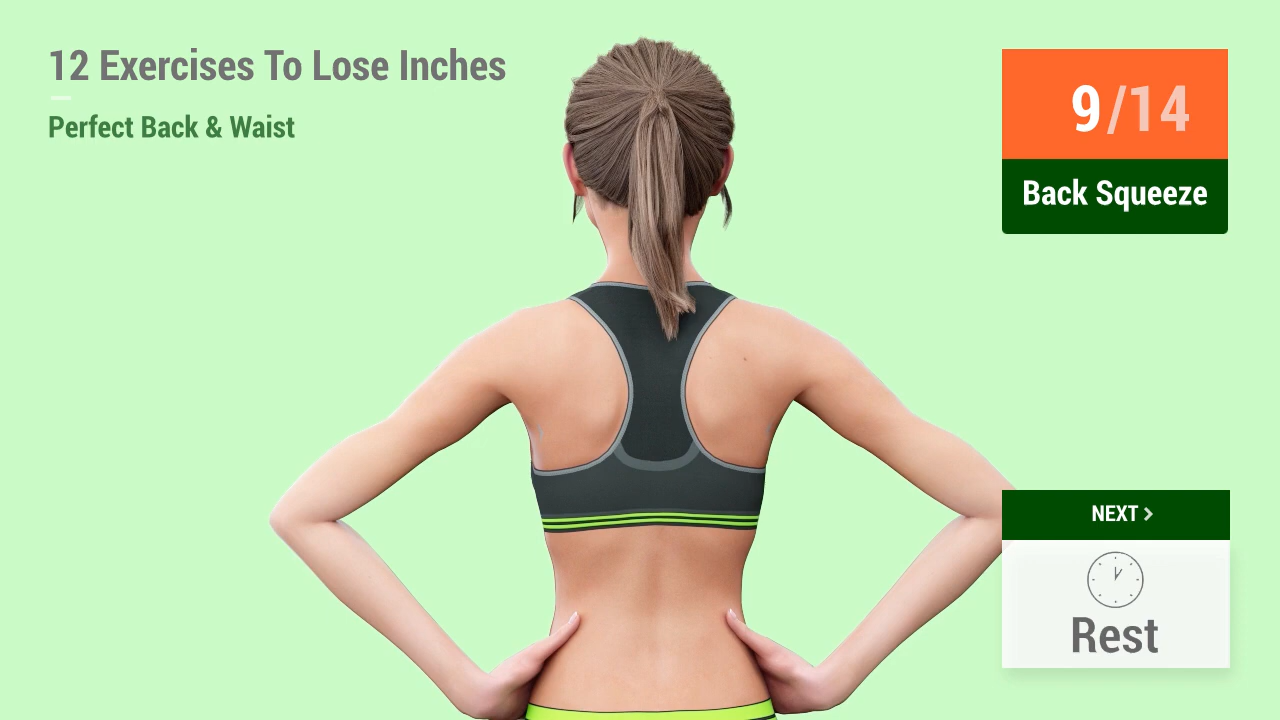 12 Exercises To Lose Inches
Perfect Back & Waist
9/14
Back Squeeze
NEXT >
Rest